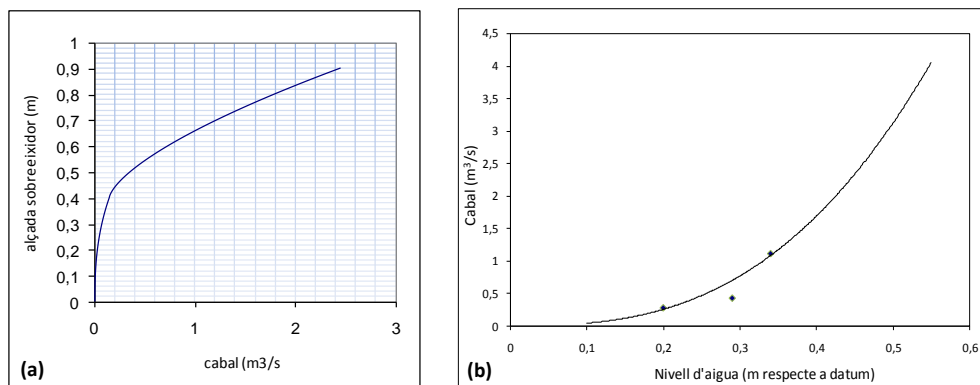 1
0,9
0,8
0,7
0,6
0,5
0,4
0,3
0,2
0,1
0
alçada sobreeixidor (m)
0 1 2 3
cabal (m3/s
(a)
4,5
4
3,5
3
2,5
2
1,5
1
0,5
0
Cabal (m³/s)
0 0,1 0,2 0,3 0,4 0,5 0,6
Nivell d'aigua (m respecte a datum)
(b)